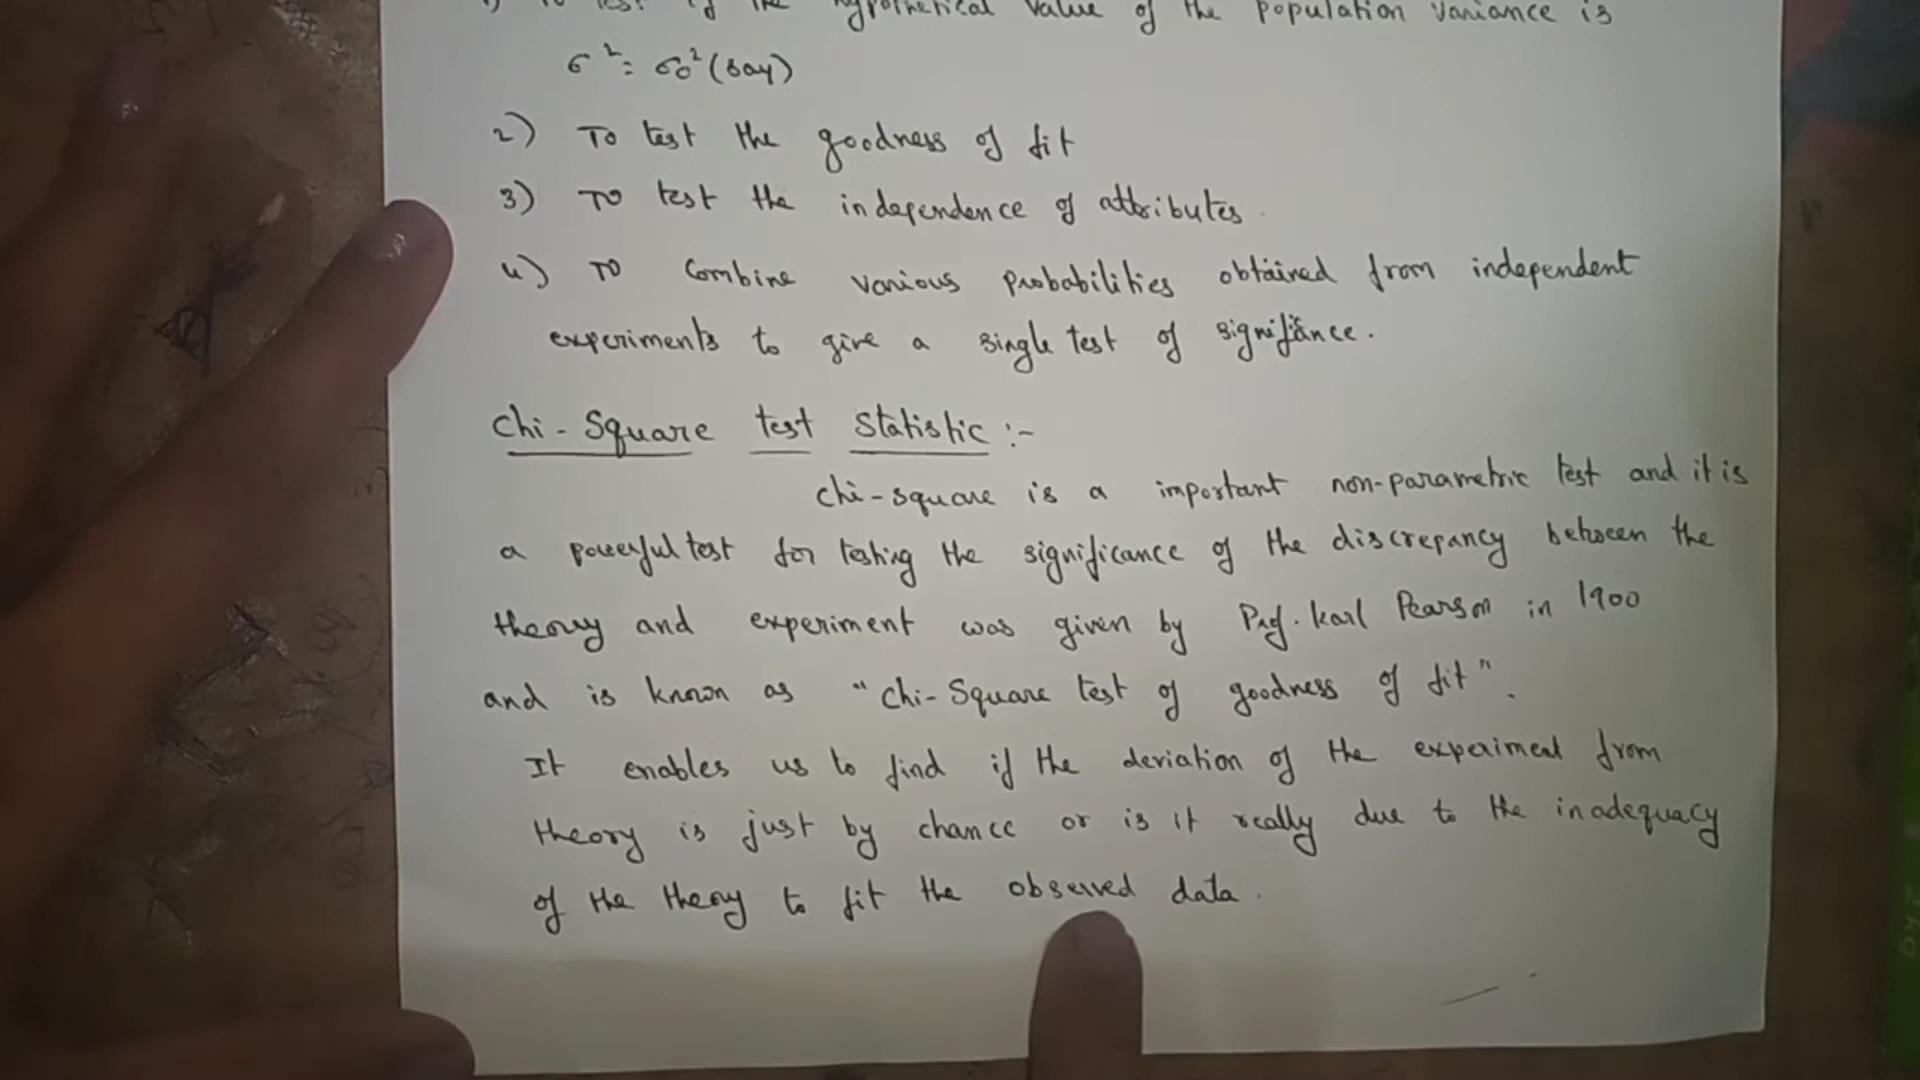 1) To test if the hypothetical value of the population variance is
σ² = σ0² (say)
2) To test the goodness of fit
3) To test the independence of attributes.
4) To Combine various Probabilities obtained from independent
experiments to give a single test of signifiance.
Chi-Square test Statistic :-
Chi-square is a important non-parametric test and it is
a powerful test for testing the significance of the discrepancy between the
theory and experiment was given by Prof. Karl Pearson in 1900
and is known as "Chi-Square test of goodness of fit".
It enables us to find if the deviation of the experiment from
theory is just by chance or is it really due to the inadequacy
of the theory to fit the observed data.